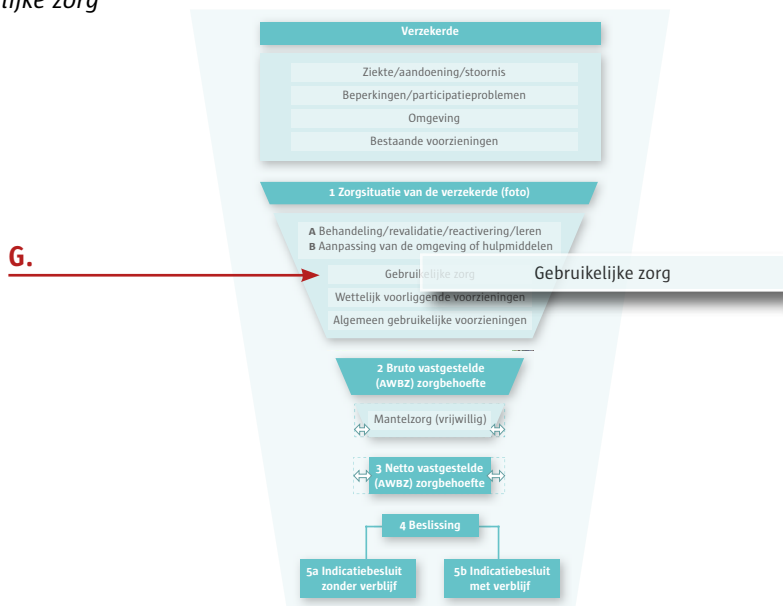 lijke zorg
Verzekerde
Ziekte/aandoening/stoornis
Beperkingen/participatieproblemen
Omgeving
Bestaande voorzieningen
1 Zorgsituatie van de verzekerde (foto)
A Behandeling/revalidatie/reactivering/leren
B Aanpassing van de omgeving of hulpmiddelen
G.
Gebruikelijke zorg
Gebruikelijke zorg
Wettelijk voorliggende voorzieningen
Algemeen gebruikelijke voorzieningen
2 Bruto vastgestelde
(AWBZ) zorgbehoefte
Mantelzorg (vrijwillig)
3 Netto vastgestelde
(AWBZ) zorgbehoefte
4 Beslissing
5a Indicatiebesluit
zonder verblijf
5b Indicatiebesluit
met verblijf